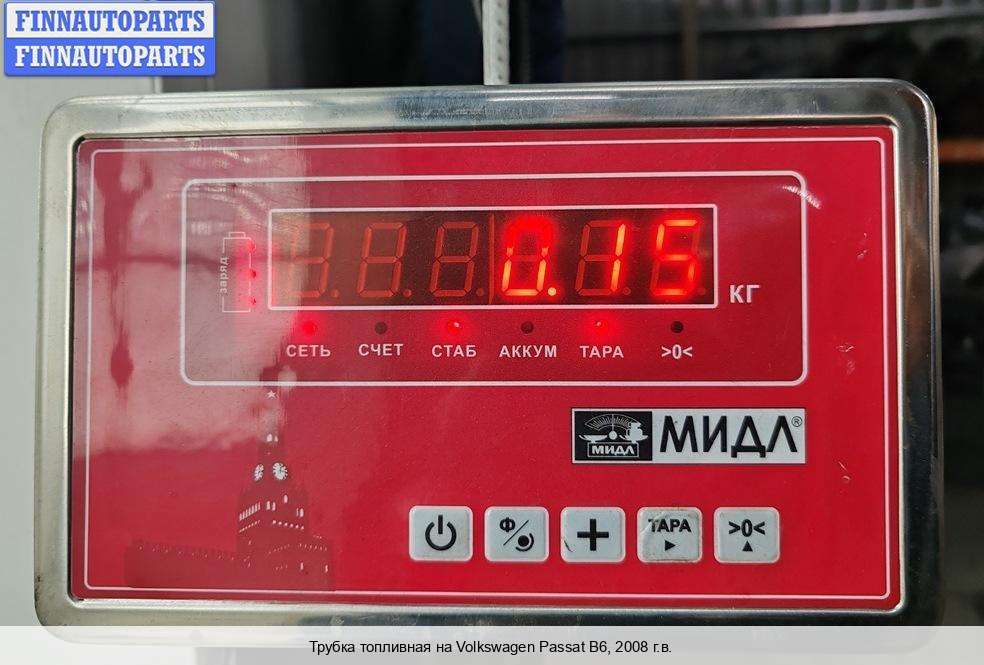 FINNAUTOPARTS
FINNAUTOPARTS
заряд
0.15 КГ
СЕТЬ СЧЕТ СТАБ АККУМ ТАРА >0<
МИДЛ МИДЛ®
Ф ТАРА >0<
Трубка топливная на Volkswagen Passat B6, 2008 г.в.